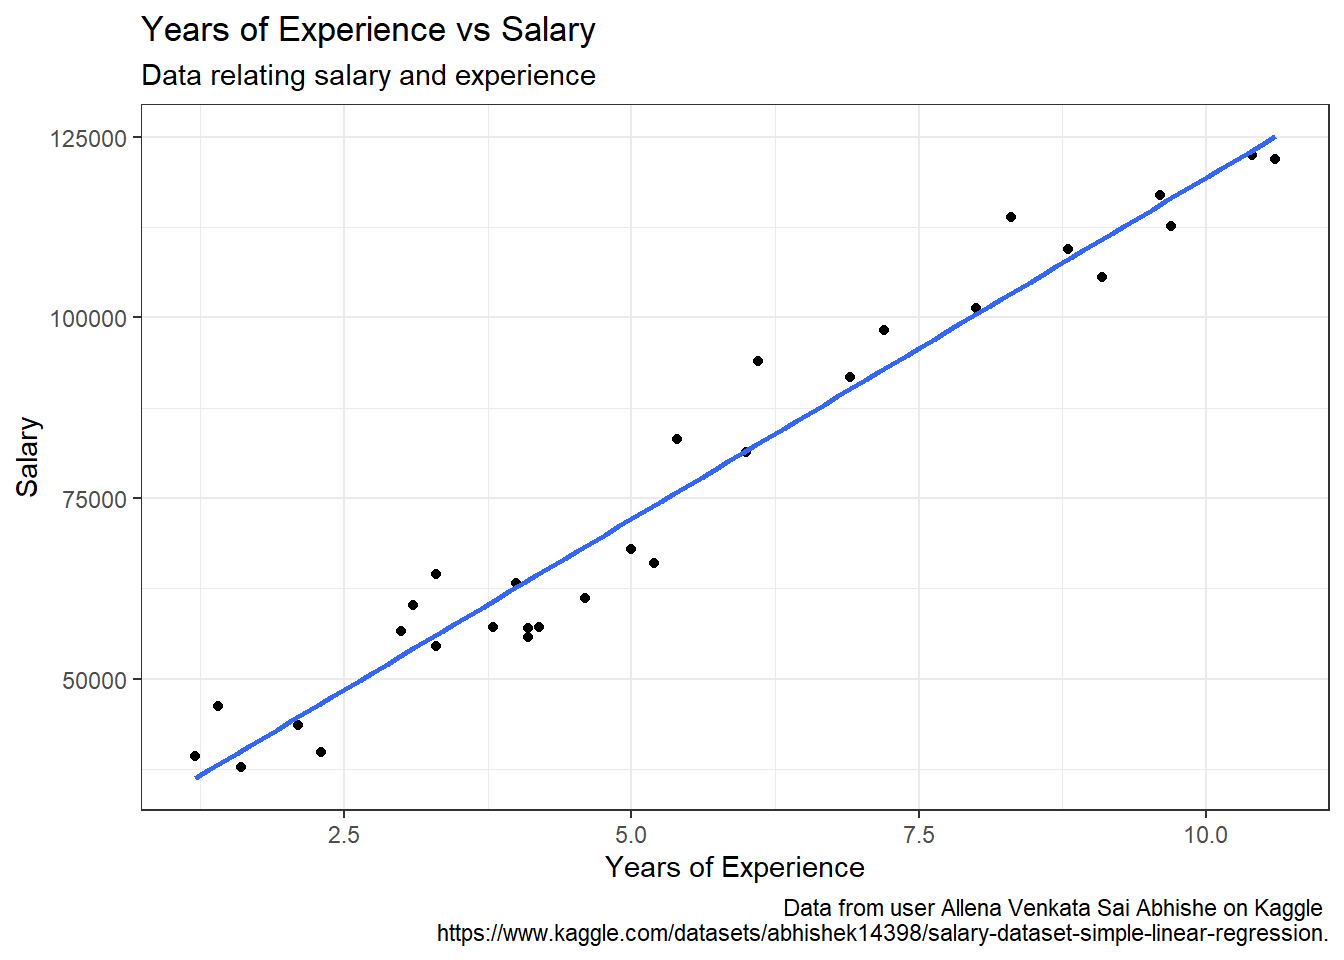 Years of Experience vs Salary
Data relating salary and experience
125000
100000
75000
50000
Salary
2.5
5.0
7.5
10.0
Years of Experience
Data from user Allena Venkata Sai Abhishe on Kaggle
https://www.kaggle.com/datasets/abhishek14398/salary-dataset-simple-linear-regression.